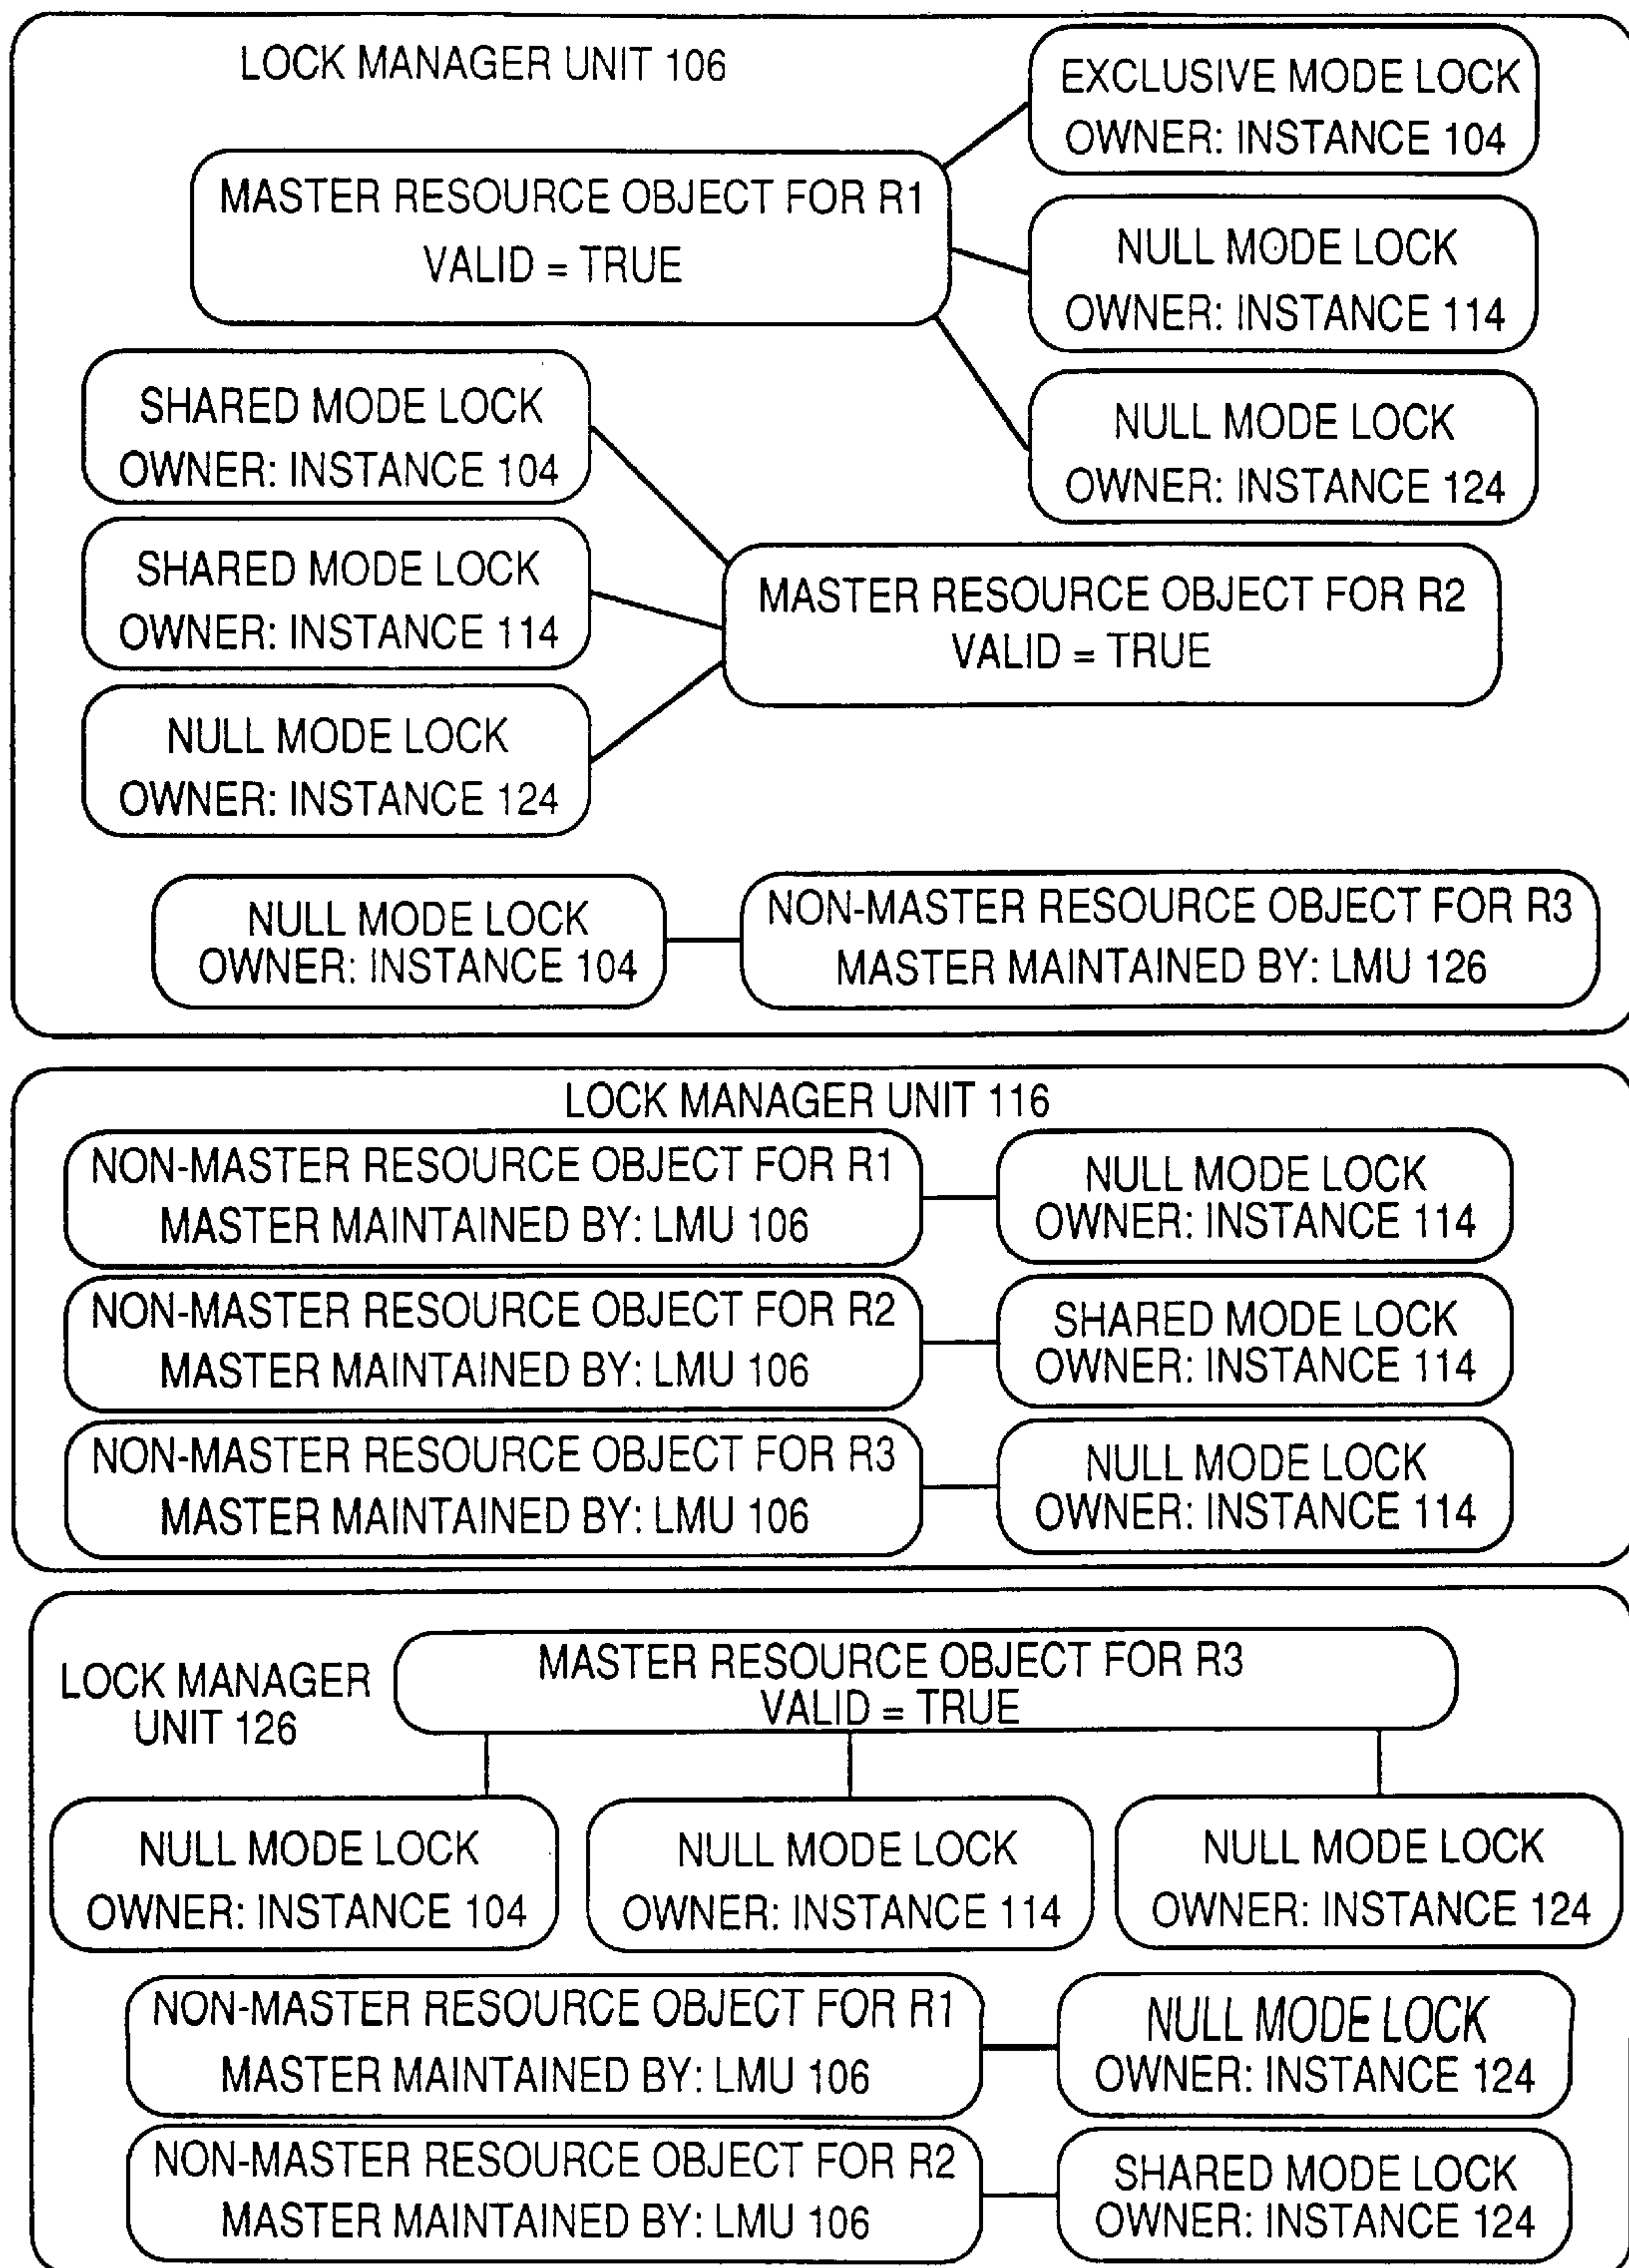 LOCK MANAGER UNIT 106
EXCLUSIVE MODE LOCK
OWNER: INSTANCE 104
MASTER RESOURCE OBJECT FOR R1
VALID = TRUE
NULL MODE LOCK
OWNER: INSTANCE 114
NULL MODE LOCK
OWNER: INSTANCE 124
SHARED MODE LOCK
OWNER: INSTANCE 104
SHARED MODE LOCK
OWNER: INSTANCE 114
NULL MODE LOCK
OWNER: INSTANCE 124
MASTER RESOURCE OBJECT FOR R2
VALID = TRUE
NULL MODE LOCK
OWNER: INSTANCE 104
NON-MASTER RESOURCE OBJECT FOR R3
MASTER MAINTAINED BY: LMU 126
LOCK MANAGER UNIT 116
NON-MASTER RESOURCE OBJECT FOR R1
MASTER MAINTAINED BY: LMU 106
NULL MODE LOCK
OWNER: INSTANCE 114
NON-MASTER RESOURCE OBJECT FOR R2
MASTER MAINTAINED BY: LMU 106
SHARED MODE LOCK
OWNER: INSTANCE 114
NON-MASTER RESOURCE OBJECT FOR R3
MASTER MAINTAINED BY: LMU 106
NULL MODE LOCK
OWNER: INSTANCE 114
LOCK MANAGER
UNIT 126
MASTER RESOURCE OBJECT FOR R3
VALID = TRUE
NULL MODE LOCK
OWNER: INSTANCE 104
NULL MODE LOCK
OWNER: INSTANCE 114
NULL MODE LOCK
OWNER: INSTANCE 124
NON-MASTER RESOURCE OBJECT FOR R1
MASTER MAINTAINED BY: LMU 106
NULL MODE LOCK
OWNER: INSTANCE 124
NON-MASTER RESOURCE OBJECT FOR R2
MASTER MAINTAINED BY: LMU 106
SHARED MODE LOCK
OWNER: INSTANCE 124